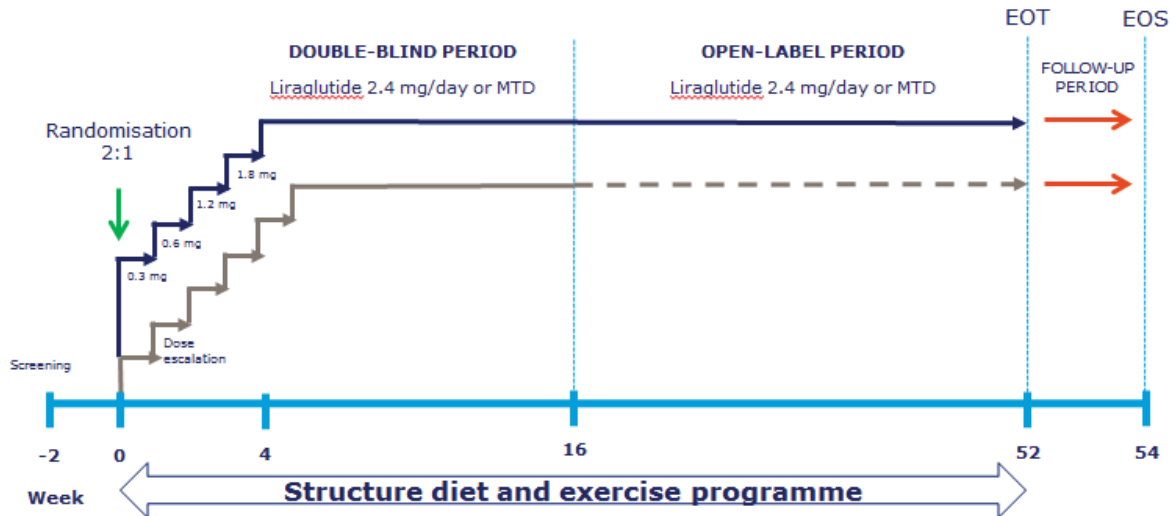 EOT
EOS
DOUBLE-BLIND PERIOD
OPEN-LABEL PERIOD
Liraglutide 2.4 mg/day or MTD
Liraglutide 2.4 mg/day or MTD
FOLLOW-UP
PERIOD
Randomisation
2:1
1.8 mg
1.2 mg
0.6 mg
0.3 mg
Dose
escalation
Screening
-2
0
4
16
52
54
Week
Structure diet and exercise programme